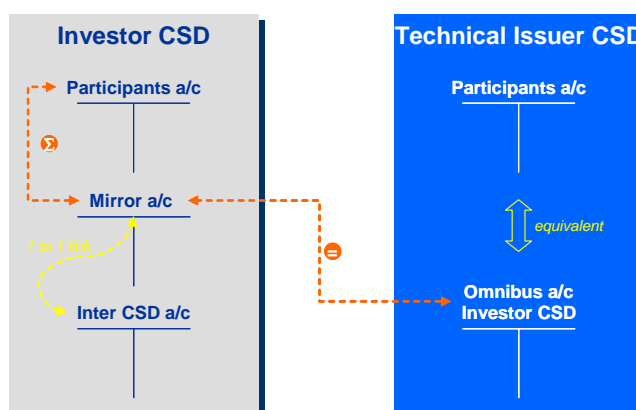 Investor CSD
Participants a/c
Σ
Mirror a/c
1 to 1 link
Inter CSD a/c
=
Technical Issuer CSD
Participants a/c
equivalent
Omnibus a/c
Investor CSD